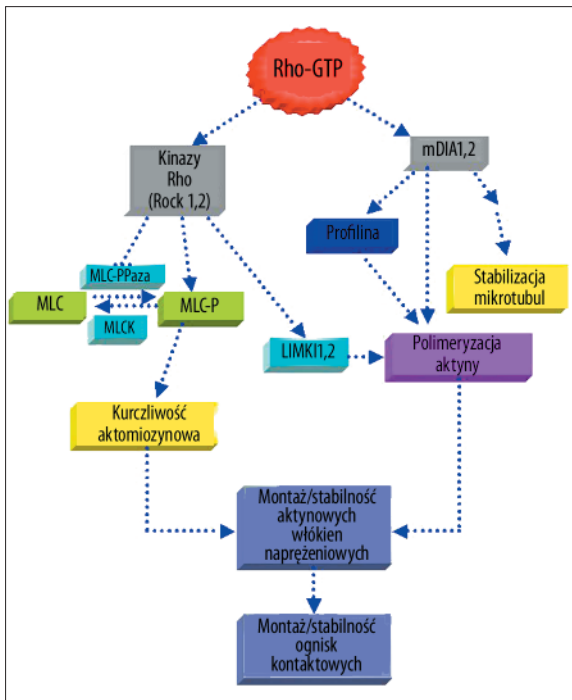 Rho-GTP
Kinazy
Rho
(Rock 1,2)
mDIA1,2
Profilina
Stabilizacja
mikrotubul
MLC-PPaza
MLC
MLC-P
MLCK
LIMKI1,2
Polimeryzacja
aktyny
Kurczliwość
aktomiozynowa
Montaż/stabilność
aktynowych
włókien
naprężeniowych
Montaż/stabilność
ognisk
kontaktowych